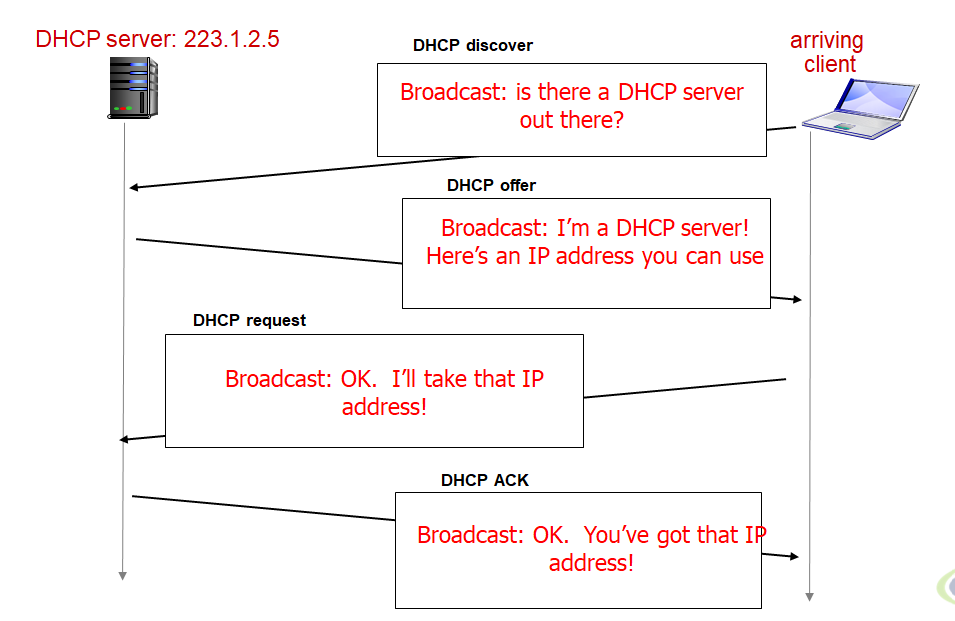 DHCP server: 223.1.2.5
DHCP discover
arriving
client
Broadcast: is there a DHCP server
out there?
DHCP offer
Broadcast: I’m a DHCP server!
Here’s an IP address you can use
DHCP request
Broadcast: OK.  I’ll take that IP
address!
DHCP ACK
Broadcast: OK.  You’ve got that IP
address!